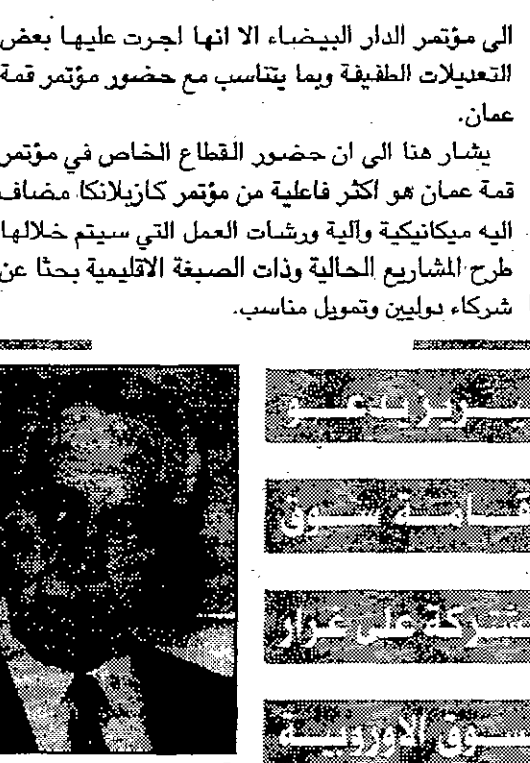 الى مؤتمر الدار البيضاء الا انها اجرت عليها بعض
التعديلات الطفيفة وبما يتناسب مع حضور مؤتمر قمة
عمان.
يشار هنا الى ان حضور القطاع الخاص في مؤتمر
قمة عمان هو اكثر فاعلية من مؤتمر كازبلانكا مضاف
اليه ميكانيكية وآلية ورشات العمل التي سيتم خلالها
طرح المشاريع الحالية وذات الصبغة الاقليمية بحثا عن
شركاء دوليين وتمويل مناسب.
يدعو
سوق
على غرار
الاوروبية